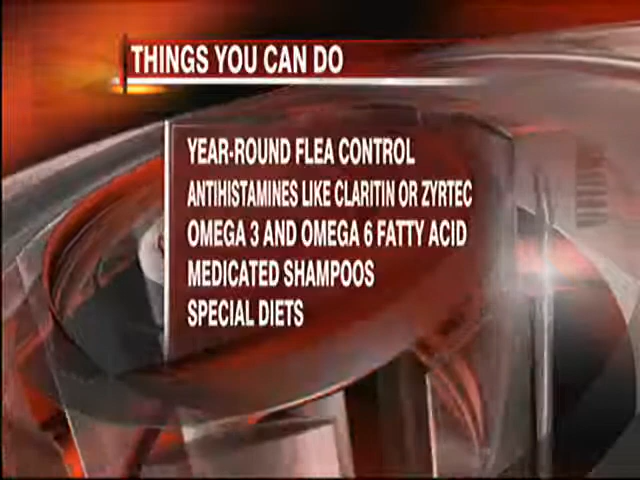 THINGS YOU CAN DO
YEAR-ROUND FLEA CONTROL
ANTIHISTAMINES LIKE CLARITIN OR ZYRTEC
OMEGA 3 AND OMEGA 6 FATTY ACID
MEDICATED SHAMPOOS
SPECIAL DIETS